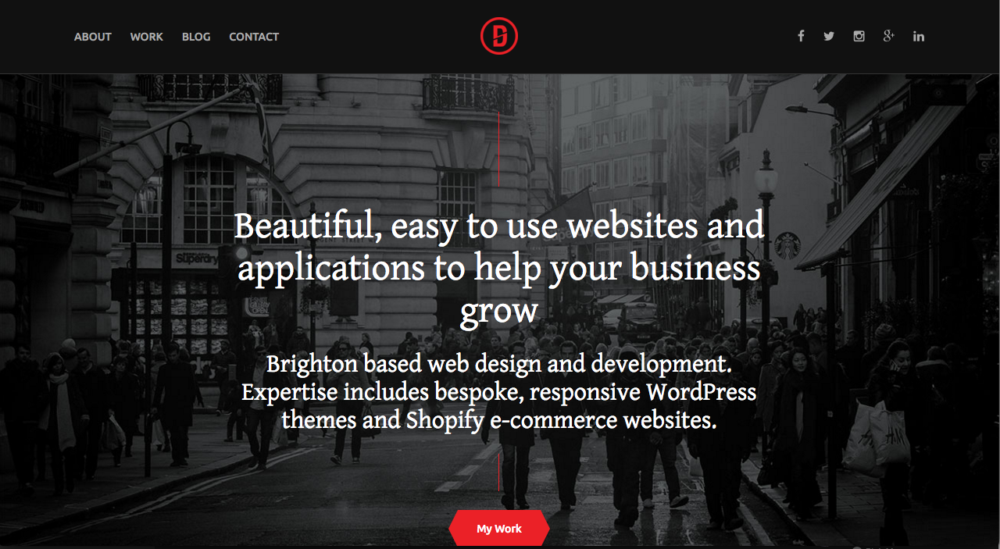 ABOUT WORK BLOG CONTACT
Superdry
Beautiful, easy to use websites and
applications to help your business
grow
Brighton based web design and development.
Expertise includes bespoke, responsive WordPress
themes and Shopify e-commerce websites.
H&M
My Work